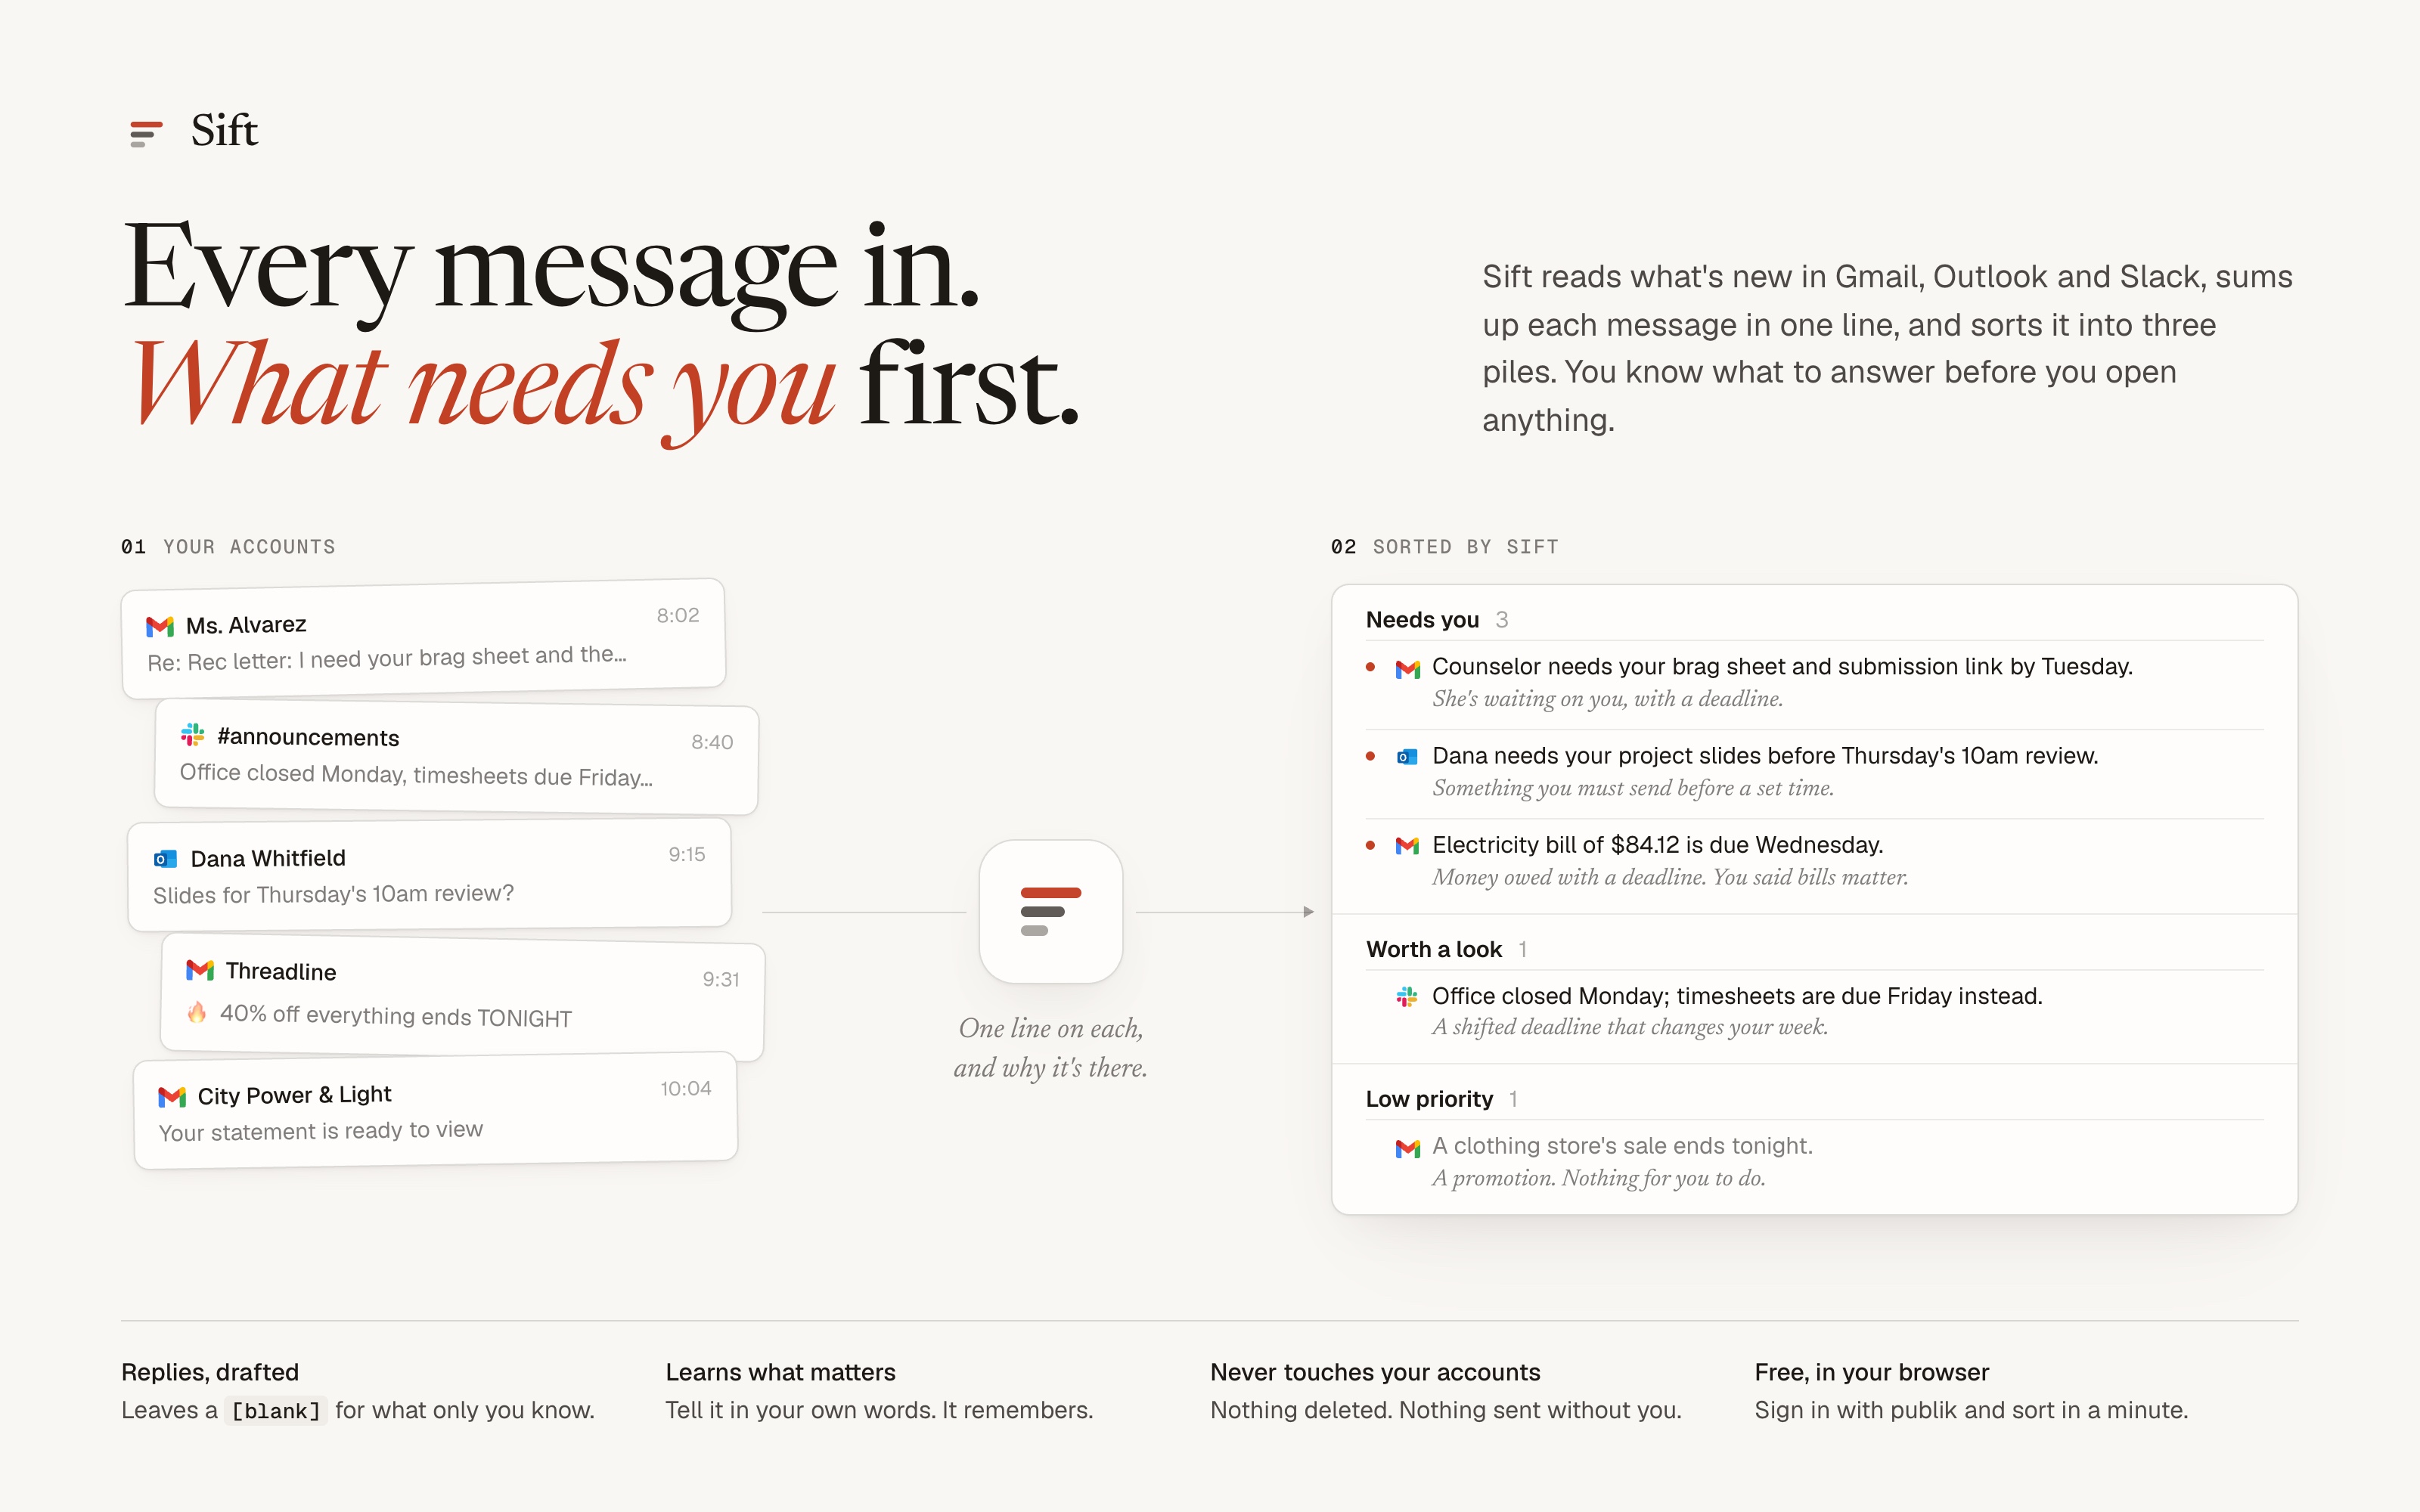 Sift
Every message in.
What needs you first.
Sift reads what's new in Gmail, Outlook and Slack, sums
up each message in one line, and sorts it into three
piles. You know what to answer before you open
anything.
01 YOUR ACCOUNTS
Ms. Alvarez 8:02
Re: Rec letter: I need your brag sheet and the...
#announcements 8:40
Office closed Monday, timesheets due Friday...
Dana Whitfield 9:15
Slides for Thursday's 10am review?
Threadline 9:31
🔥 40% off everything ends TONIGHT
City Power & Light 10:04
Your statement is ready to view
One line on each,
and why it's there.
02 SORTED BY SIFT
Needs you 3
Counselor needs your brag sheet and submission link by Tuesday.
She's waiting on you, with a deadline.
Dana needs your project slides before Thursday's 10am review.
Something you must send before a set time.
Electricity bill of $84.12 is due Wednesday.
Money owed with a deadline. You said bills matter.
Worth a look 1
Office closed Monday; timesheets are due Friday instead.
A shifted deadline that changes your week.
Low priority 1
A clothing store's sale ends tonight.
A promotion. Nothing for you to do.
Replies, drafted
Leaves a [blank] for what only you know.
Learns what matters
Tell it in your own words. It remembers.
Never touches your accounts
Nothing deleted. Nothing sent without you.
Free, in your browser
Sign in with publik and sort in a minute.